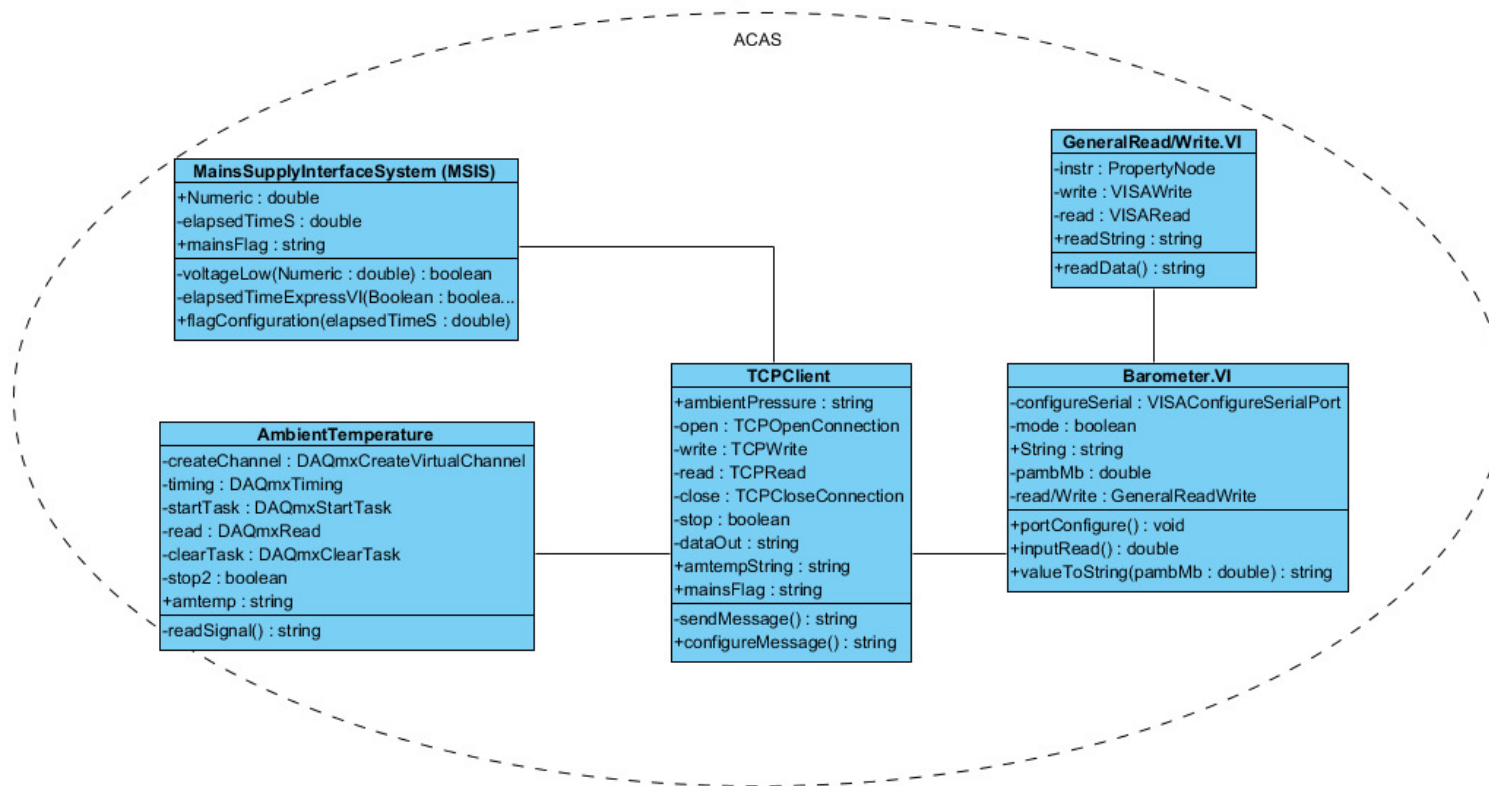 ACAS
MainsSupplyInterfaceSystem (MSIS)
+Numeric : double
-elapsedTimeS : double
+mainsFlag : string
-voltageLow(Numeric : double) : boolean
-elapsedTimeExpressVI(Boolean : boolea...
+flagConfiguration(elapsedTimeS : double)
GeneralRead/Write.VI
-instr : PropertyNode
-write : VISAWrite
-read : VISARead
+readString : string
+readData() : string
AmbientTemperature
-createChannel : DAQmxCreateVirtualChannel
-timing : DAQmxTiming
-startTask : DAQmxStartTask
-read : DAQmxRead
-clearTask : DAQmxClearTask
-stop2 : boolean
+amtemp : string
-readSignal() : string
TCPClient
+ambientPressure : string
-open : TCPOpenConnection
-write : TCPWrite
-read : TCPRead
-close : TCPCloseConnection
-stop : boolean
-dataOut : string
+amtempString : string
+mainsFlag : string
-sendMessage() : string
+configureMessage() : string
Barometer.VI
-configureSerial : VISAConfigureSerialPort
-mode : boolean
+String : string
-pambMb : double
-read/Write : GeneralReadWrite
+portConfigure() : void
+inputRead() : double
+valueToString(pambMb : double) : string